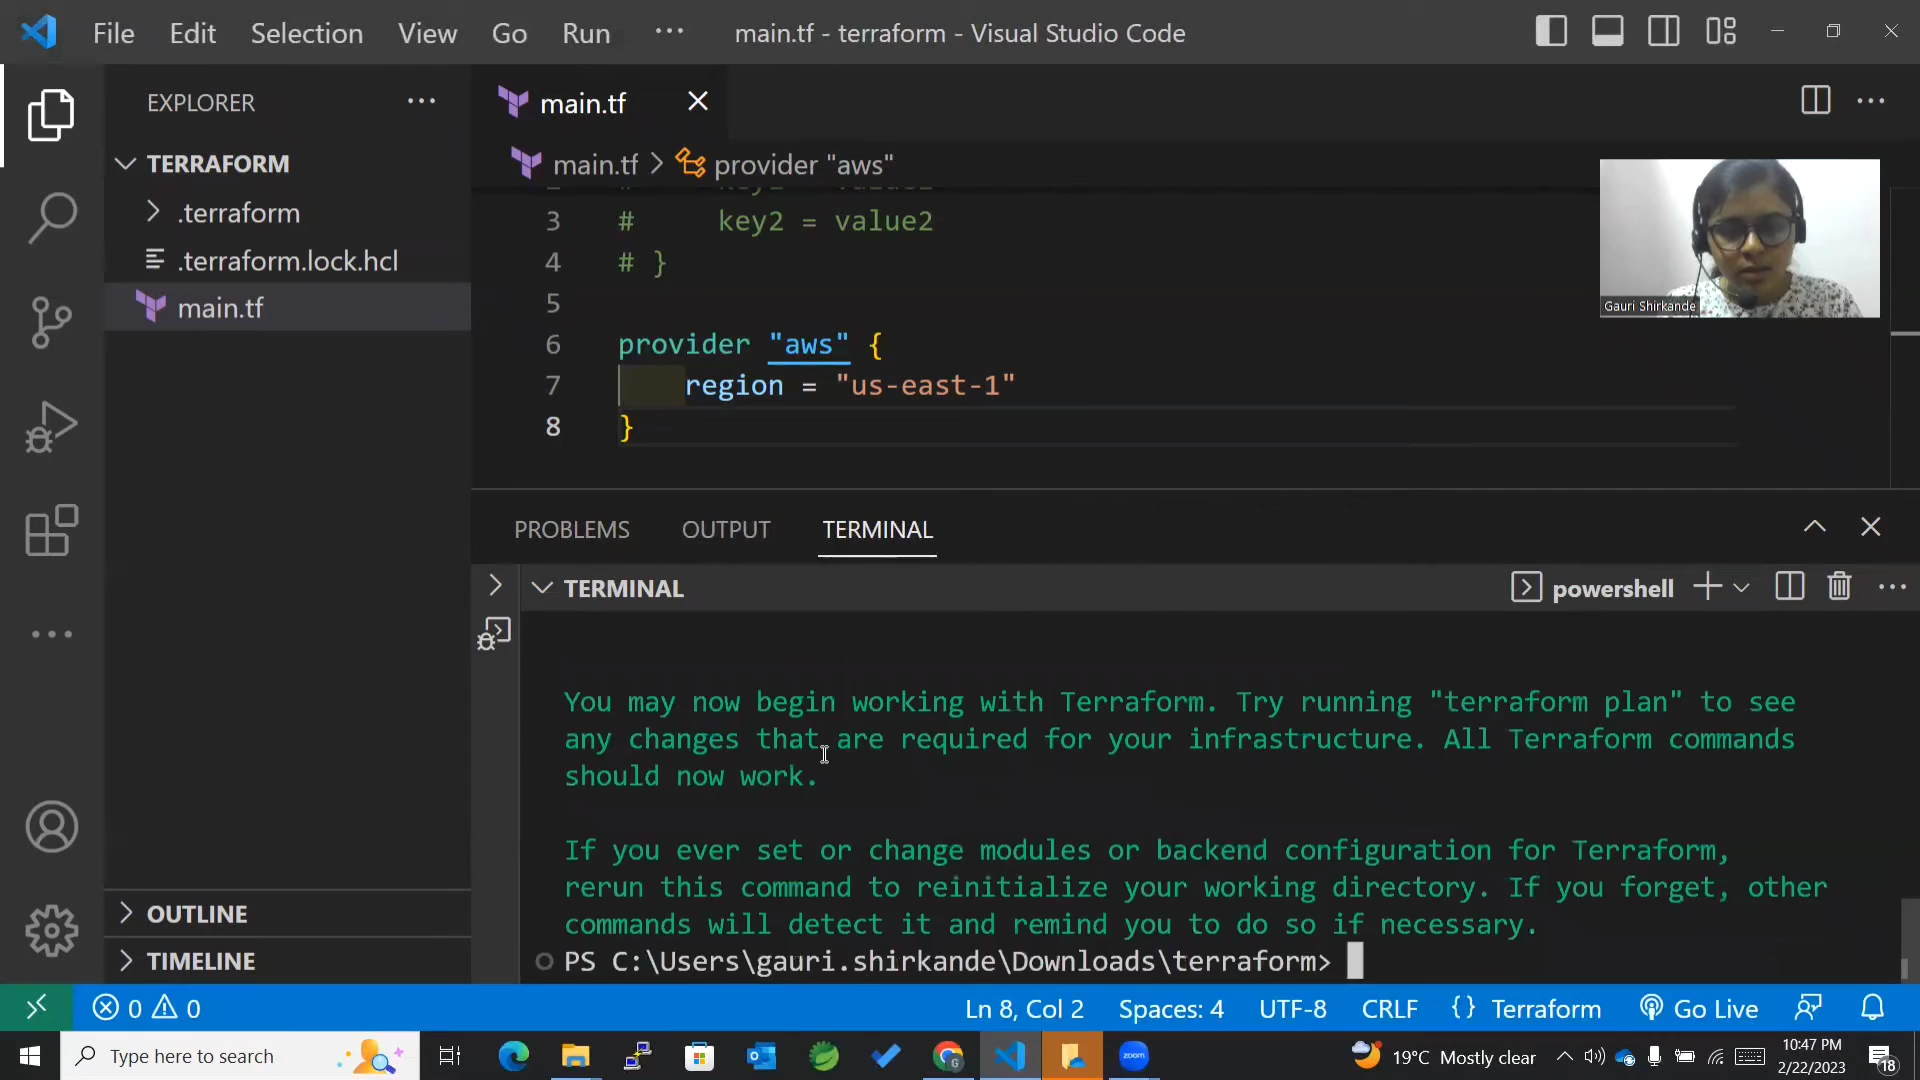 File Edit Selection View Go Run ··· main.tf - terraform - Visual Studio Code
EXPLORER ···
TERRAFORM
.terraform
.terraform.lock.hcl
main.tf
OUTLINE
TIMELINE
main.tf
main.tf > provider "aws"
3 # key2 = value2
4 # }
5
6 provider "aws" {
7 region = "us-east-1"
8 }
Gauri Shirkande
PROBLEMS OUTPUT TERMINAL
TERMINAL powershell
You may now begin working with Terraform. Try running "terraform plan" to see
any changes that are required for your infrastructure. All Terraform commands
should now work.
If you ever set or change modules or backend configuration for Terraform,
rerun this command to reinitialize your working directory. If you forget, other
commands will detect it and remind you to do so if necessary.
PS C:\Users\gauri.shirkande\Downloads\terraform>
0 0 Ln 8, Col 2 Spaces: 4 UTF-8 CRLF {} Terraform Go Live
Type here to search zoom 19°C Mostly clear 10:47 PM
2/22/2023 18